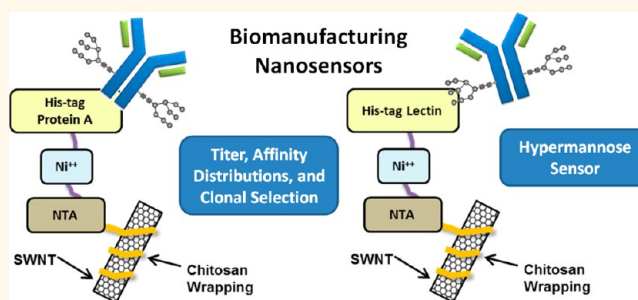 Biomanufacturing
Nanosensors
His-tag
Protein A
Ni++
NTA
SWNT
Chitosan
Wrapping
Titer, Affinity
Distributions, and
Clonal Selection
His-tag Lectin
Ni++
NTA
SWNT
Chitosan
Wrapping
Hypermannose
Sensor